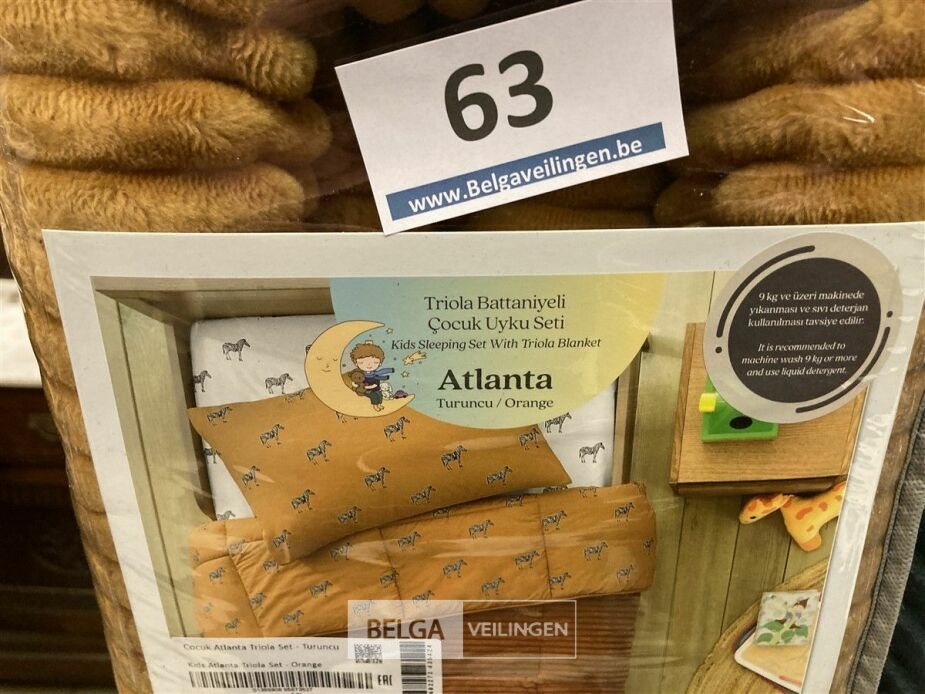 63
www.Belgaveilingen.be
Triola Battaniyeli
Çocuk Uyku Seti
Kids Sleeping Set With Triola Blanket
Atlanta
Turuncu / Orange
9 kg ve üzeri makinede
yıkanması ve sıvı deterjan
kullanılması tavsiye edilir.
It is recommended to
machine wash 9 kg or more
and use liquid detergent.
BELGA VEILINGEN
Çocuk Atlanta Triola Set - Turuncu
Kids Atlanta Triola Set - Orange
EAC